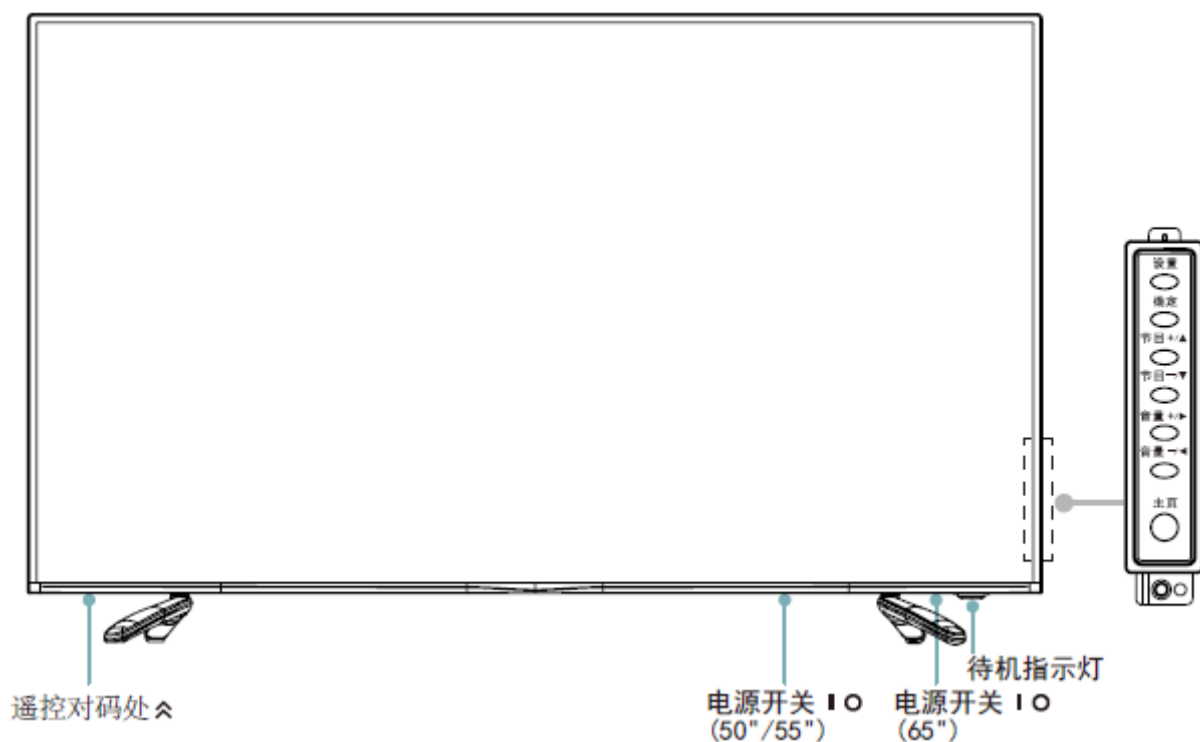 设置
确定
节目+/▲
节目-/▼
音量+/▶
音量-/◀
主页
待机指示灯
遥控对码处
电源开关 I O
(50"/55")
电源开关 I O
(65")